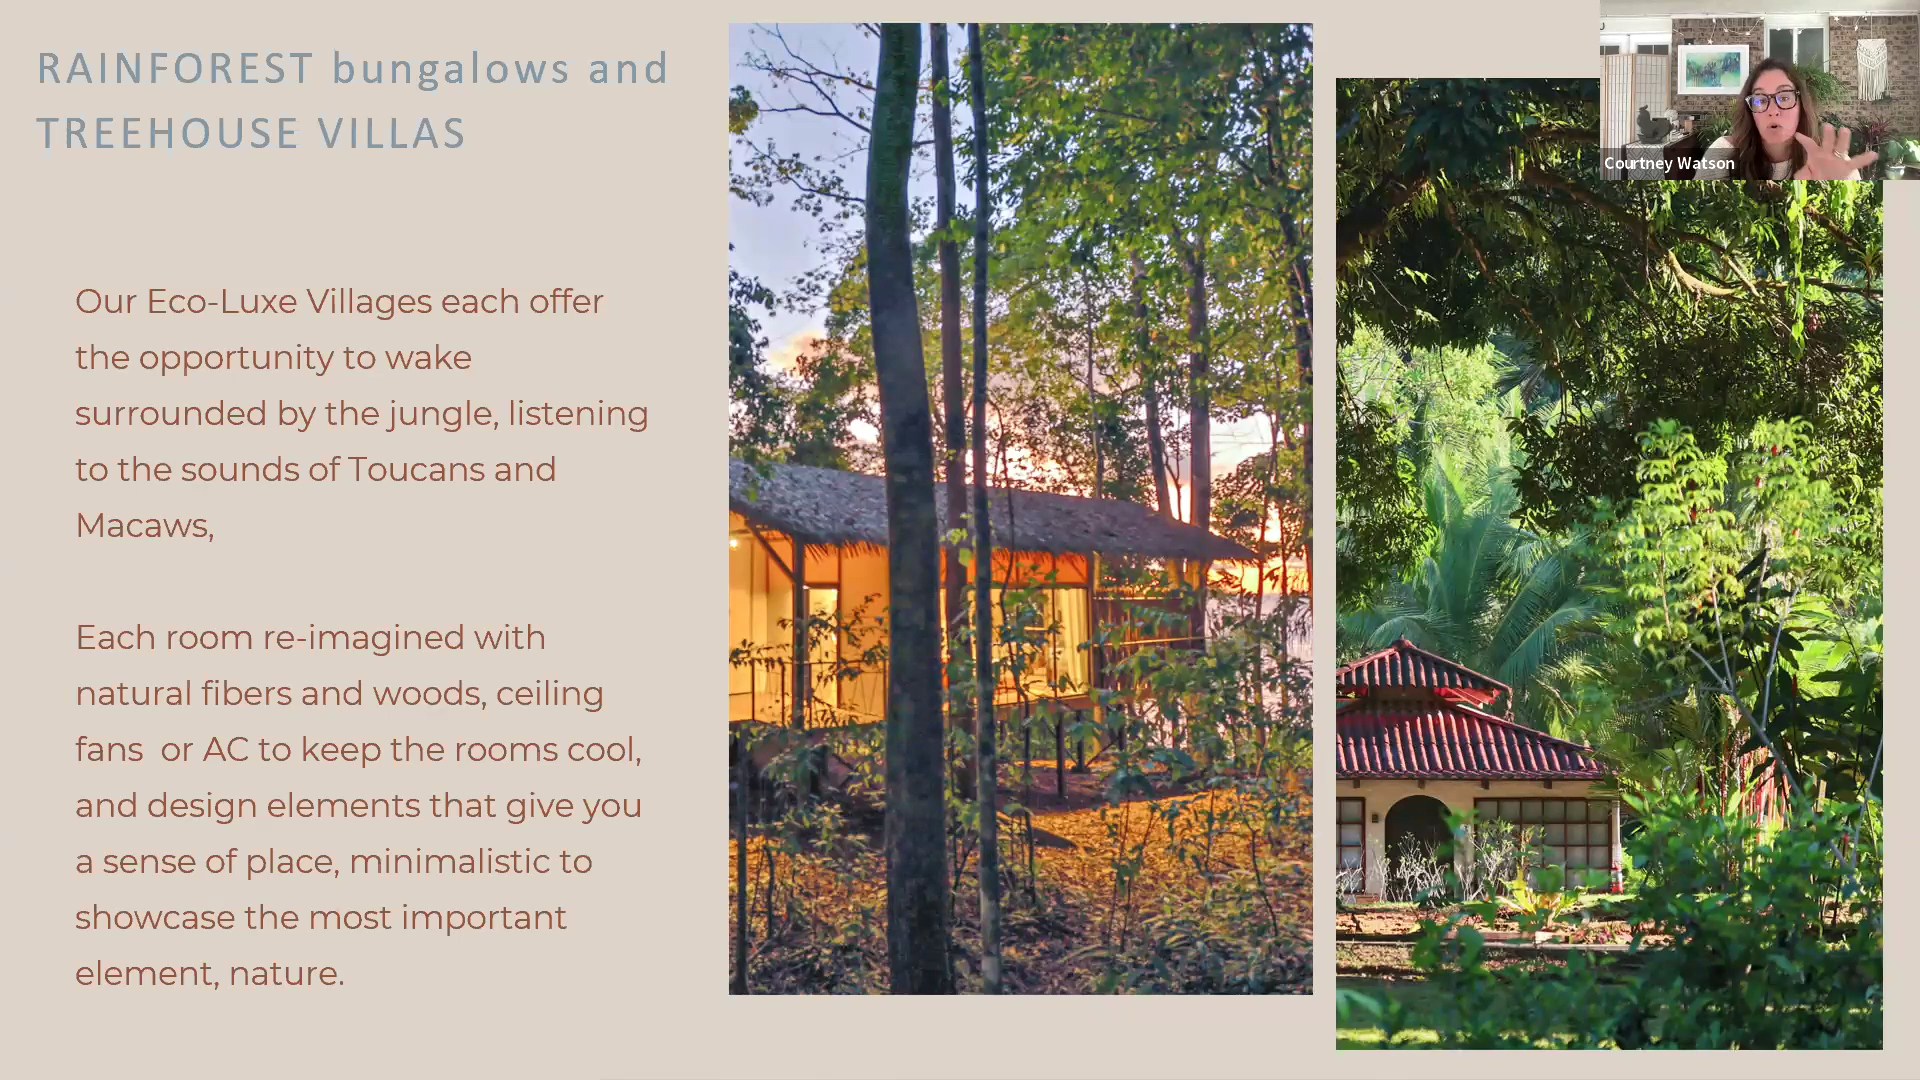 RAINFOREST bungalows and
TREEHOUSE VILLAS
Courtney Watson
Our Eco-Luxe Villages each offer
the opportunity to wake
surrounded by the jungle, listening
to the sounds of Toucans and
Macaws,
Each room re-imagined with
natural fibers and woods, ceiling
fans  or AC to keep the rooms cool,
and design elements that give you
a sense of place, minimalistic to
showcase the most important
element, nature.